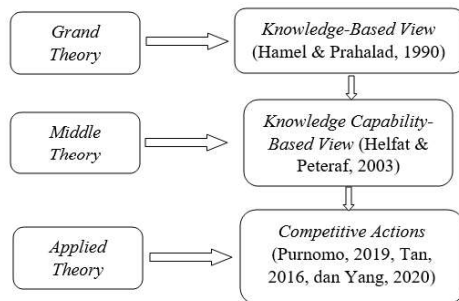 Grand
Theory
Knowledge-Based View
(Hamel & Prahalad, 1990)
Middle
Theory
Knowledge Capability-
Based View (Helfat &
Peteraf, 2003)
Applied
Theory
Competitive Actions
(Purnomo, 2019, Tan,
2016, dan Yang, 2020)